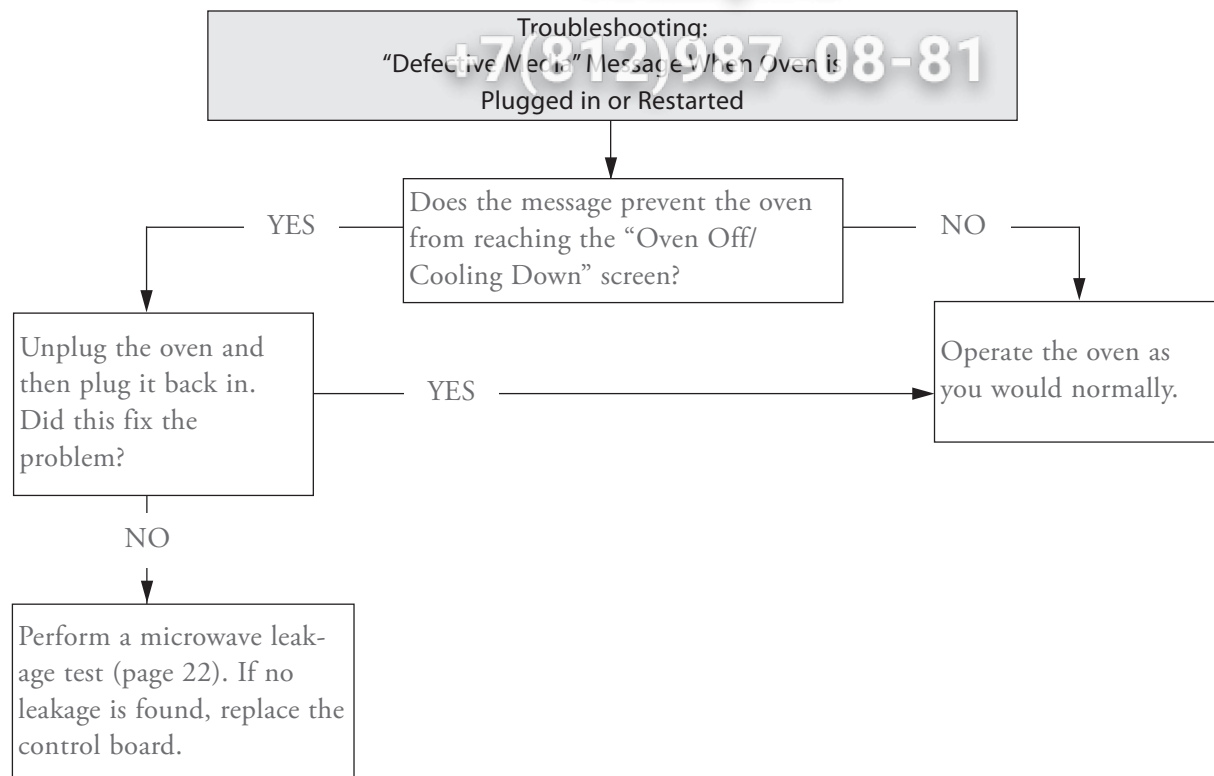 Troubleshooting:
“Defective Media” Message When Oven is
Plugged in or Restarted
+7(812)987-08-81
Does the message prevent the oven
from reaching the “Oven Off/
Cooling Down” screen?
YES
NO
Unplug the oven and
then plug it back in.
Did this fix the
problem?
YES
Operate the oven as
you would normally.
NO
Perform a microwave leak-
age test (page 22). If no
leakage is found, replace the
control board.